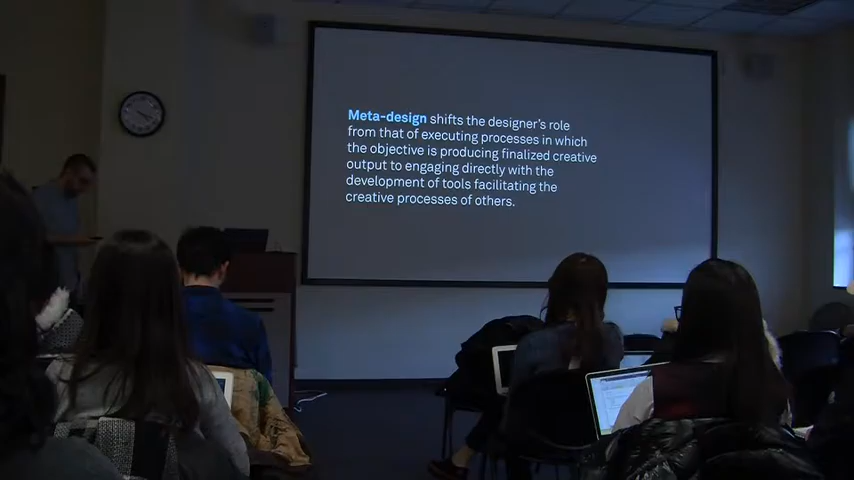 Meta-design shifts the designer's role
from that of executing processes in which
the objective is producing finalized creative
output to engaging directly with the
development of tools facilitating the
creative processes of others.